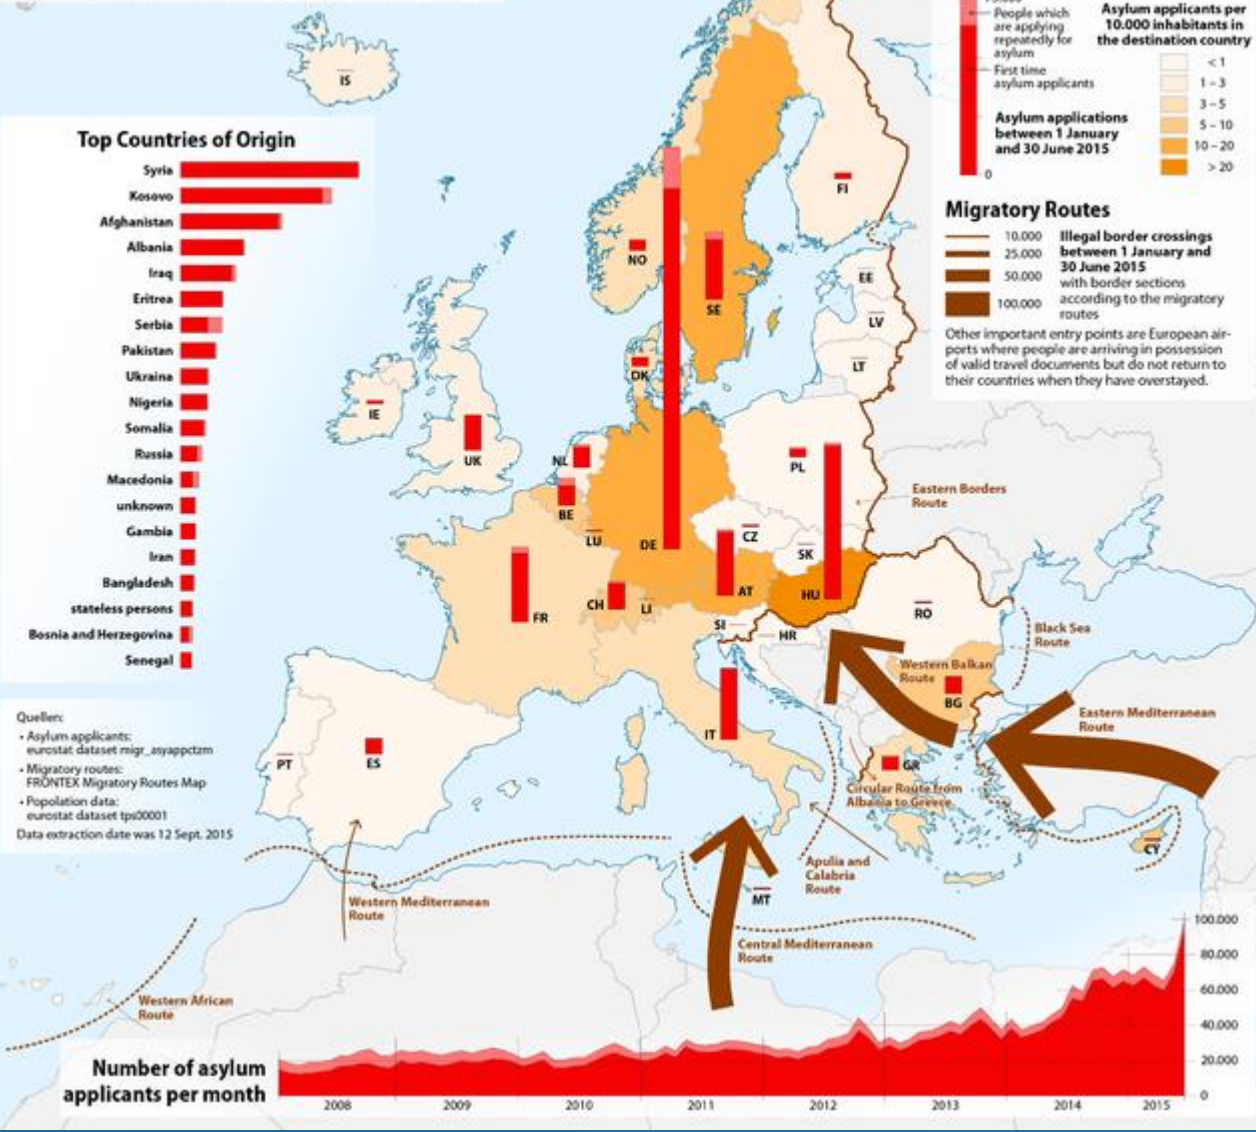 People which
are applying
repeatedly for
asylum
First time
asylum applicants
Asylum applications
between 1 January
and 30 June 2015
0
Asylum applicants per
10.000 inhabitants in
the destination country
< 1
1 – 3
3 – 5
5 – 10
10 – 20
> 20
Migratory Routes
10.000
25.000
50.000
100.000
Illegal border crossings
between 1 January and
30 June 2015
with border sections
according to the migratory
routes
Other important entry points are European air-
ports where people are arriving in possession
of valid travel documents but do not return to
their countries when they have overstayed.
Top Countries of Origin
Syria
Kosovo
Afghanistan
Albania
Iraq
Eritrea
Serbia
Pakistan
Ukraina
Nigeria
Somalia
Russia
Macedonia
unknown
Gambia
Iran
Bangladesh
stateless persons
Bosnia and Herzegovina
Senegal
IS
FI
NO
SE
EE
LV
LT
DK
IE
UK
NL
PL
BE
LU
DE
CZ
SK
FR
CH
LI
AT
HU
SI
HR
RO
BG
IT
PT
ES
GR
CY
MT
Eastern Borders
Route
Black Sea
Route
Western Balkan
Route
Eastern Mediterranean
Route
Circular Route from
Albania to Greece
Apulia and
Calabria
Route
Central Mediterranean
Route
Western Mediterranean
Route
Western African
Route
Quellen:
• Asylum applicants:
eurostat dataset migr_asyappctzm
• Migratory routes:
FRONTEX Migratory Routes Map
• Popolation data:
eurostat dataset tps00001
Data extraction date was 12 Sept. 2015
Number of asylum
applicants per month
100.000
80.000
60.000
40.000
20.000
0
2008
2009
2010
2011
2012
2013
2014
2015